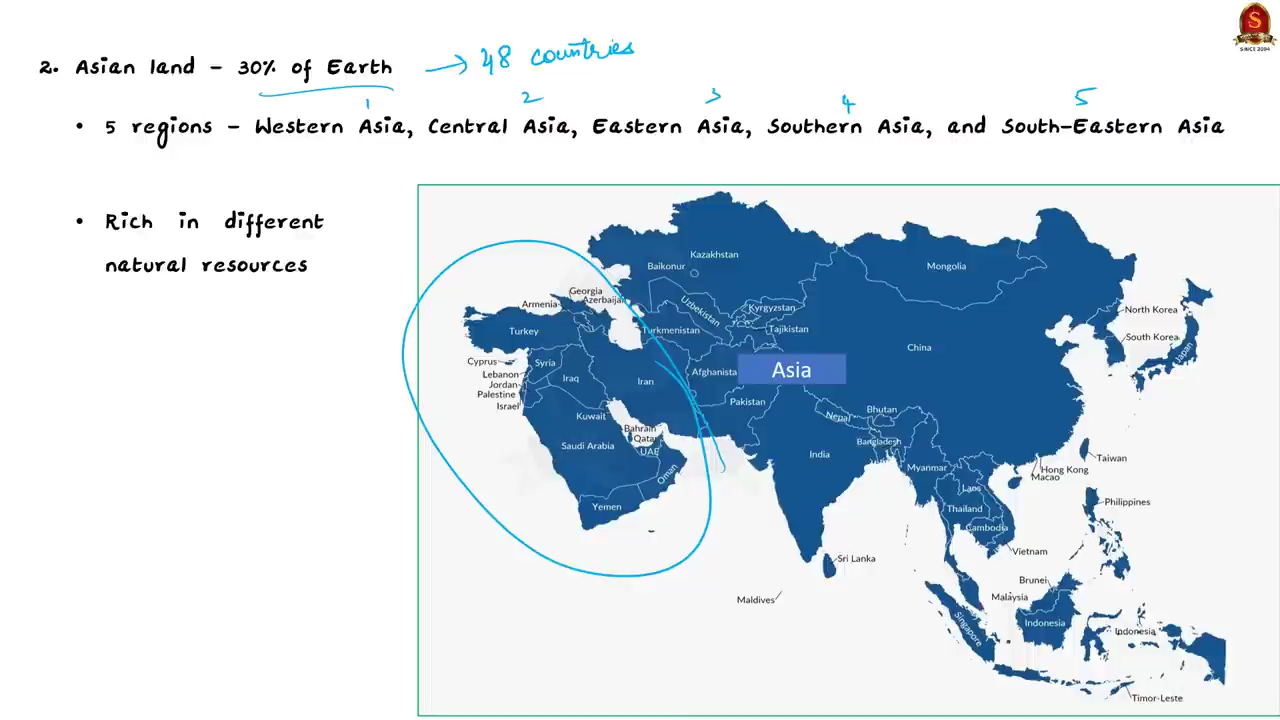 S
SINCE 2004
2. Asian land - 30% of Earth → 48 countries
1 2 3 4 5
• 5 regions - Western Asia, Central Asia, Eastern Asia, Southern Asia, and South-Eastern Asia
• Rich in different
natural resources
Kazakhstan
Baikonur
Mongolia
Georgia
Armenia
Azerbaijan
Uzbekistan
Kyrgyzstan
North Korea
Turkey
Turkmenistan
Tajikistan
South Korea
Japan
China
Cyprus
Syria
Lebanon
Iraq
Iran
Afghanista
Asia
Jordan
Palestine
Israel
Pakistan
Kuwait
Nepal
Bhutan
Bahrain
Qatar
Bangladesh
Saudi Arabia
UAE
India
Taiwan
Myanmar
Hong Kong
Macao
Oman
Laos
Yemen
Thailand
Philippines
Cambodia
Vietnam
Sri Lanka
Brunei
Maldives
Malaysia
Singapore
Indonesia
Indonesia
Timor-Leste